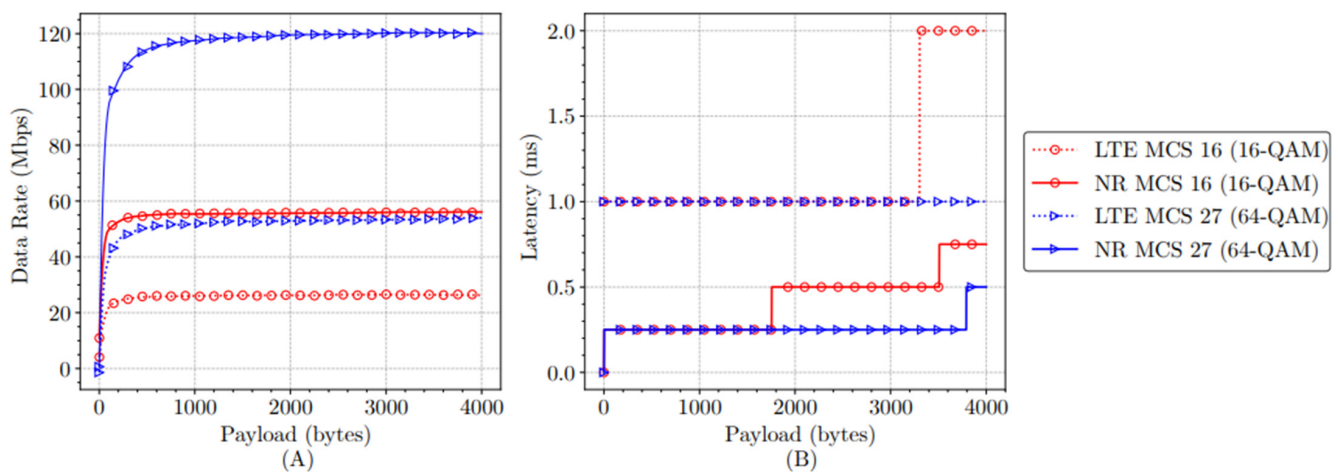 120
100
80
60
40
20
0
Data Rate (Mbps)
0 1000 2000 3000 4000
Payload (bytes)
(A)
2.0
1.5
1.0
0.5
0.0
Latency (ms)
0 1000 2000 3000 4000
Payload (bytes)
(B)
LTE MCS 16 (16-QAM)
NR MCS 16 (16-QAM)
LTE MCS 27 (64-QAM)
NR MCS 27 (64-QAM)